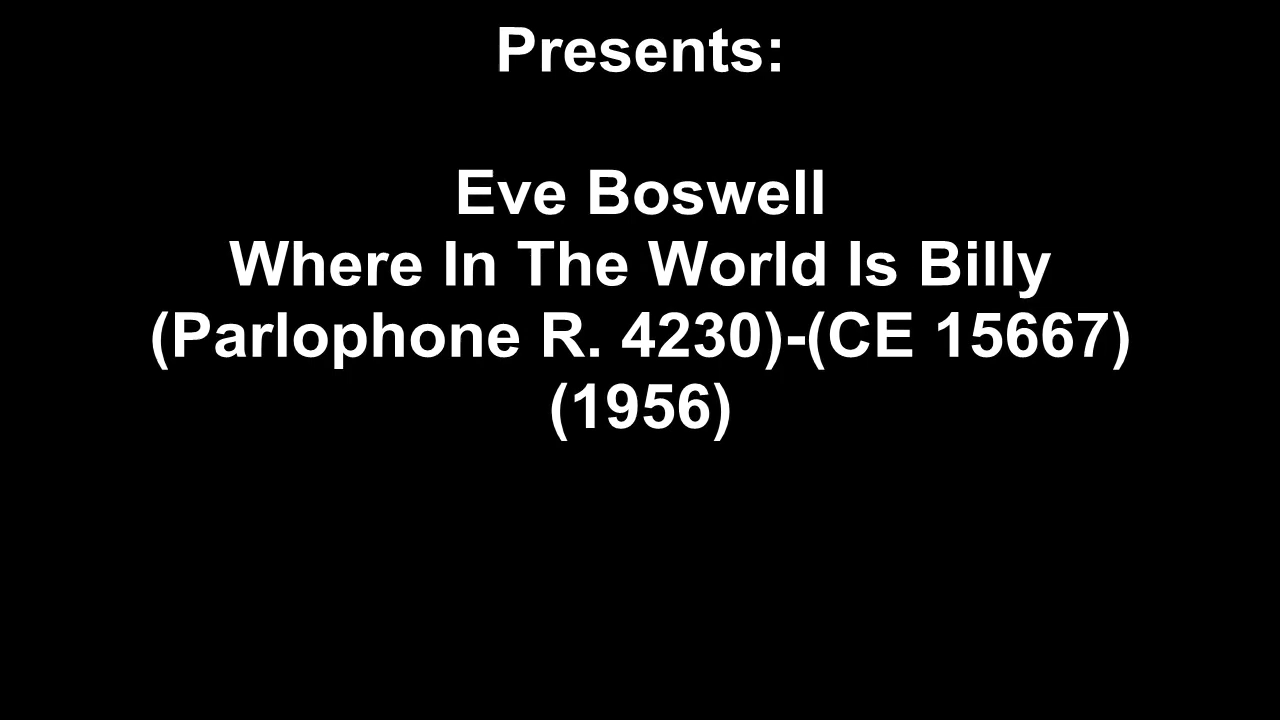 Presents:
Eve Boswell
Where In The World Is Billy
(Parlophone R. 4230)-(CE 15667)
(1956)